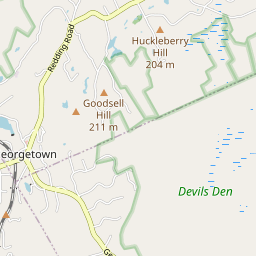 Huckleberry
Hill
204 m
Redding Road
Goodsell
Hill
211 m
eorgetown
Devils Den